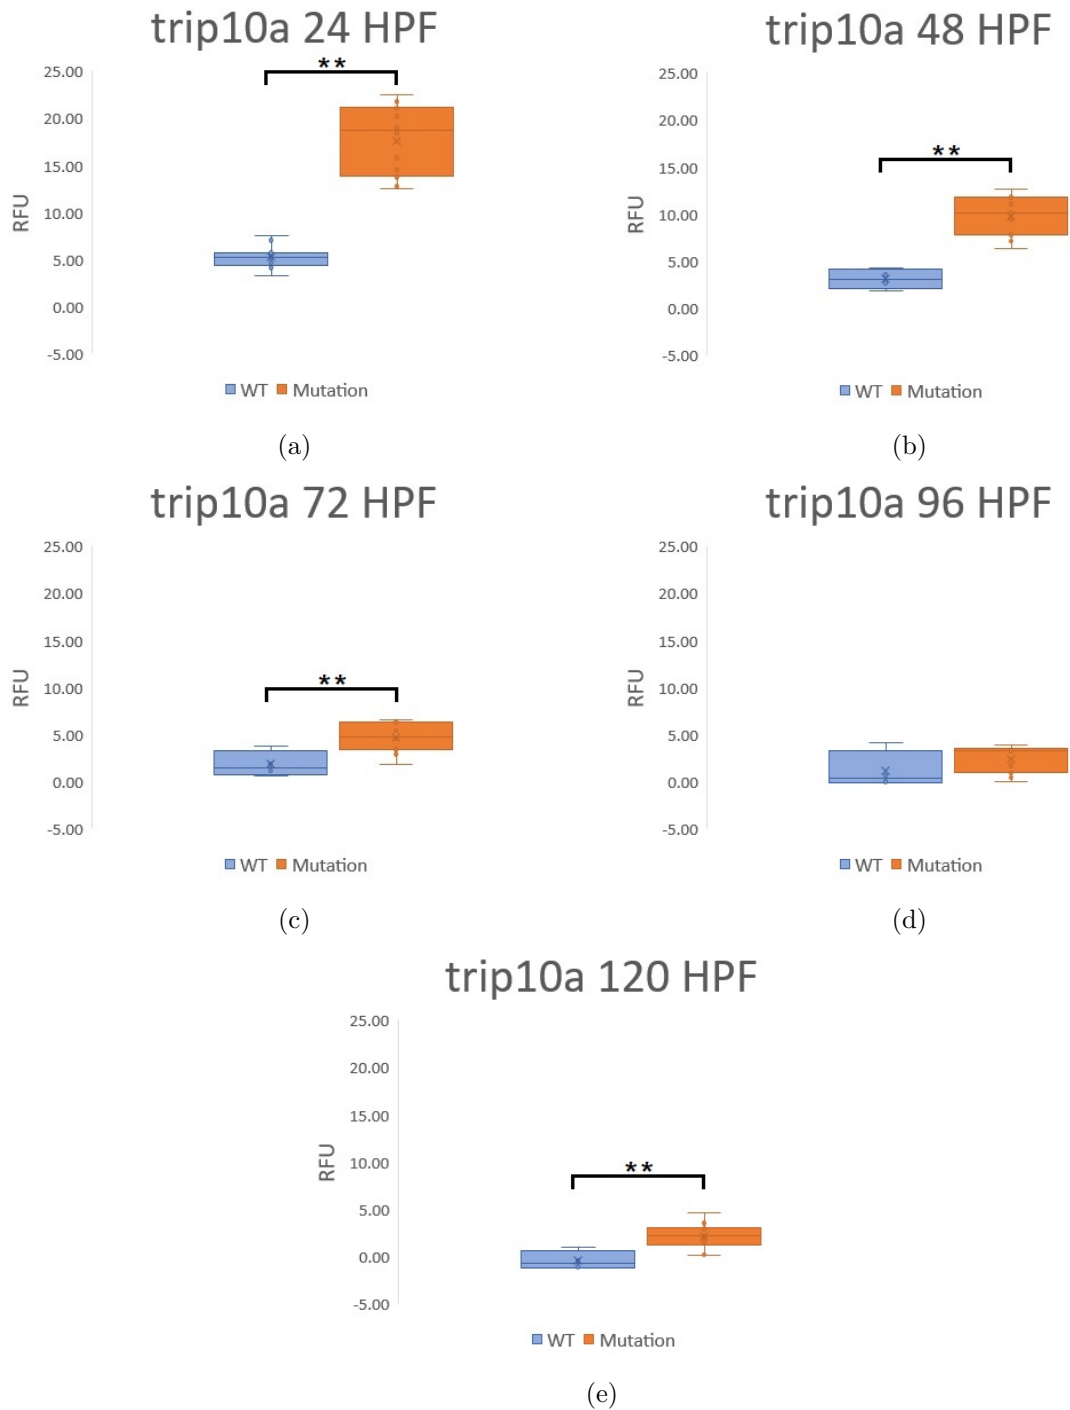 trip10a 24 HPF
**
25.00
20.00
15.00
10.00
5.00
0.00
-5.00
RFU
WT Mutation
(a)
trip10a 48 HPF
**
25.00
20.00
15.00
10.00
5.00
0.00
-5.00
RFU
WT Mutation
(b)
trip10a 72 HPF
**
25.00
20.00
15.00
10.00
5.00
0.00
-5.00
RFU
WT Mutation
(c)
trip10a 96 HPF
25.00
20.00
15.00
10.00
5.00
0.00
-5.00
RFU
WT Mutation
(d)
trip10a 120 HPF
**
25.00
20.00
15.00
10.00
5.00
0.00
-5.00
RFU
WT Mutation
(e)